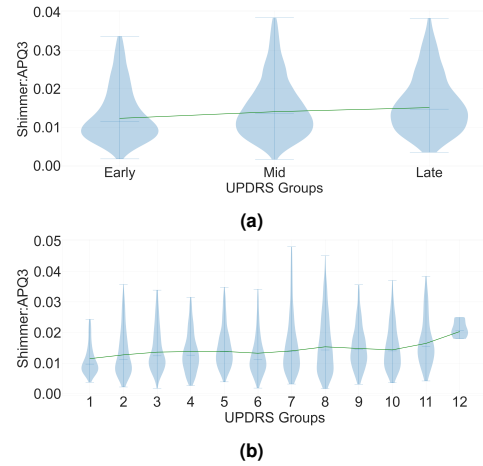 0.04
0.03
0.02
0.01
0.00
Shimmer:APQ3
Early Mid Late
UPDRS Groups
(a)
0.05
0.04
0.03
0.02
0.01
0.00
Shimmer:APQ3
1 2 3 4 5 6 7 8 9 10 11 12
UPDRS Groups
(b)